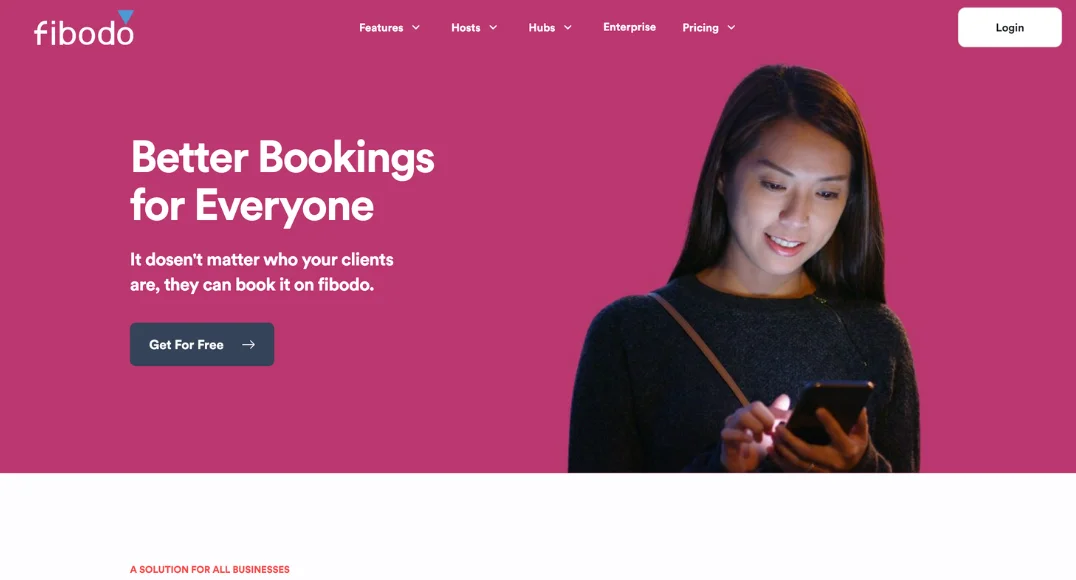 fibodo
Features
Hosts
Hubs
Enterprise
Pricing
Login
Better Bookings
for Everyone
It dosen't matter who your clients
are, they can book it on fibodo.
Get For Free
A SOLUTION FOR ALL BUSINESSES